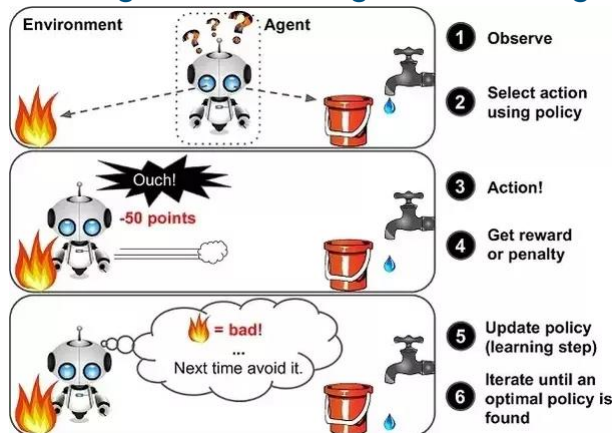 Environment
Agent
? ? ?
1 Observe
2 Select action
using policy
Ouch!
-50 points
3 Action!
4 Get reward
or penalty
= bad!
...
Next time avoid it.
5 Update policy
(learning step)
6 Iterate until an
optimal policy is
found